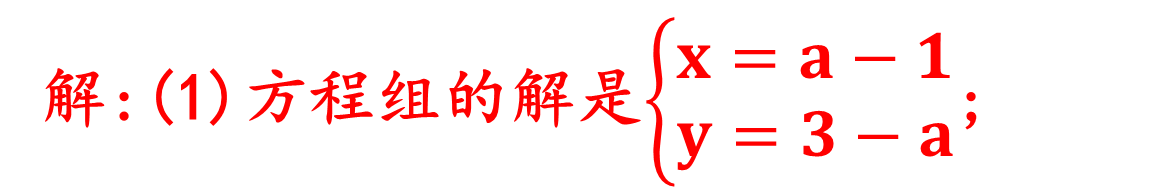 解:(1)方程组的解是{x = a − 1
y = 3 − a;